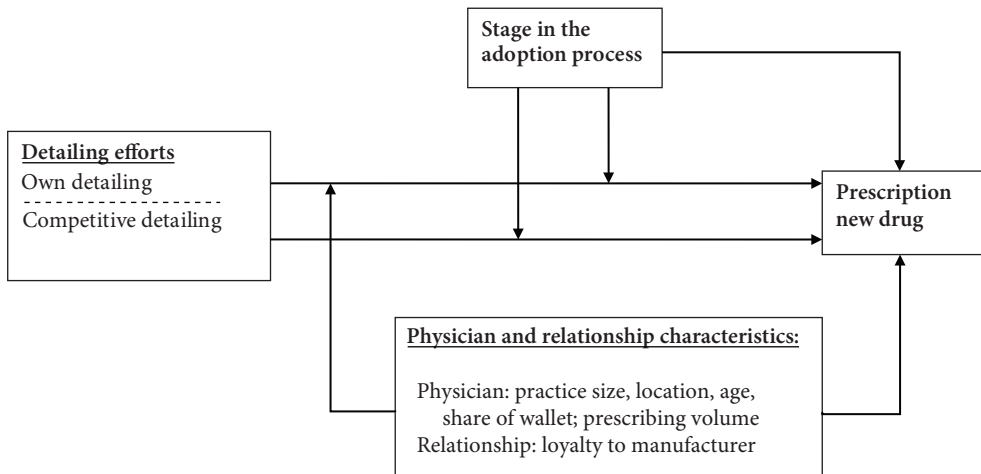 Stage in the
adoption process
Detailing efforts
Own detailing
Competitive detailing
Prescription
new drug
Physician and relationship characteristics:
Physician: practice size, location, age,
share of wallet; prescribing volume
Relationship: loyalty to manufacturer